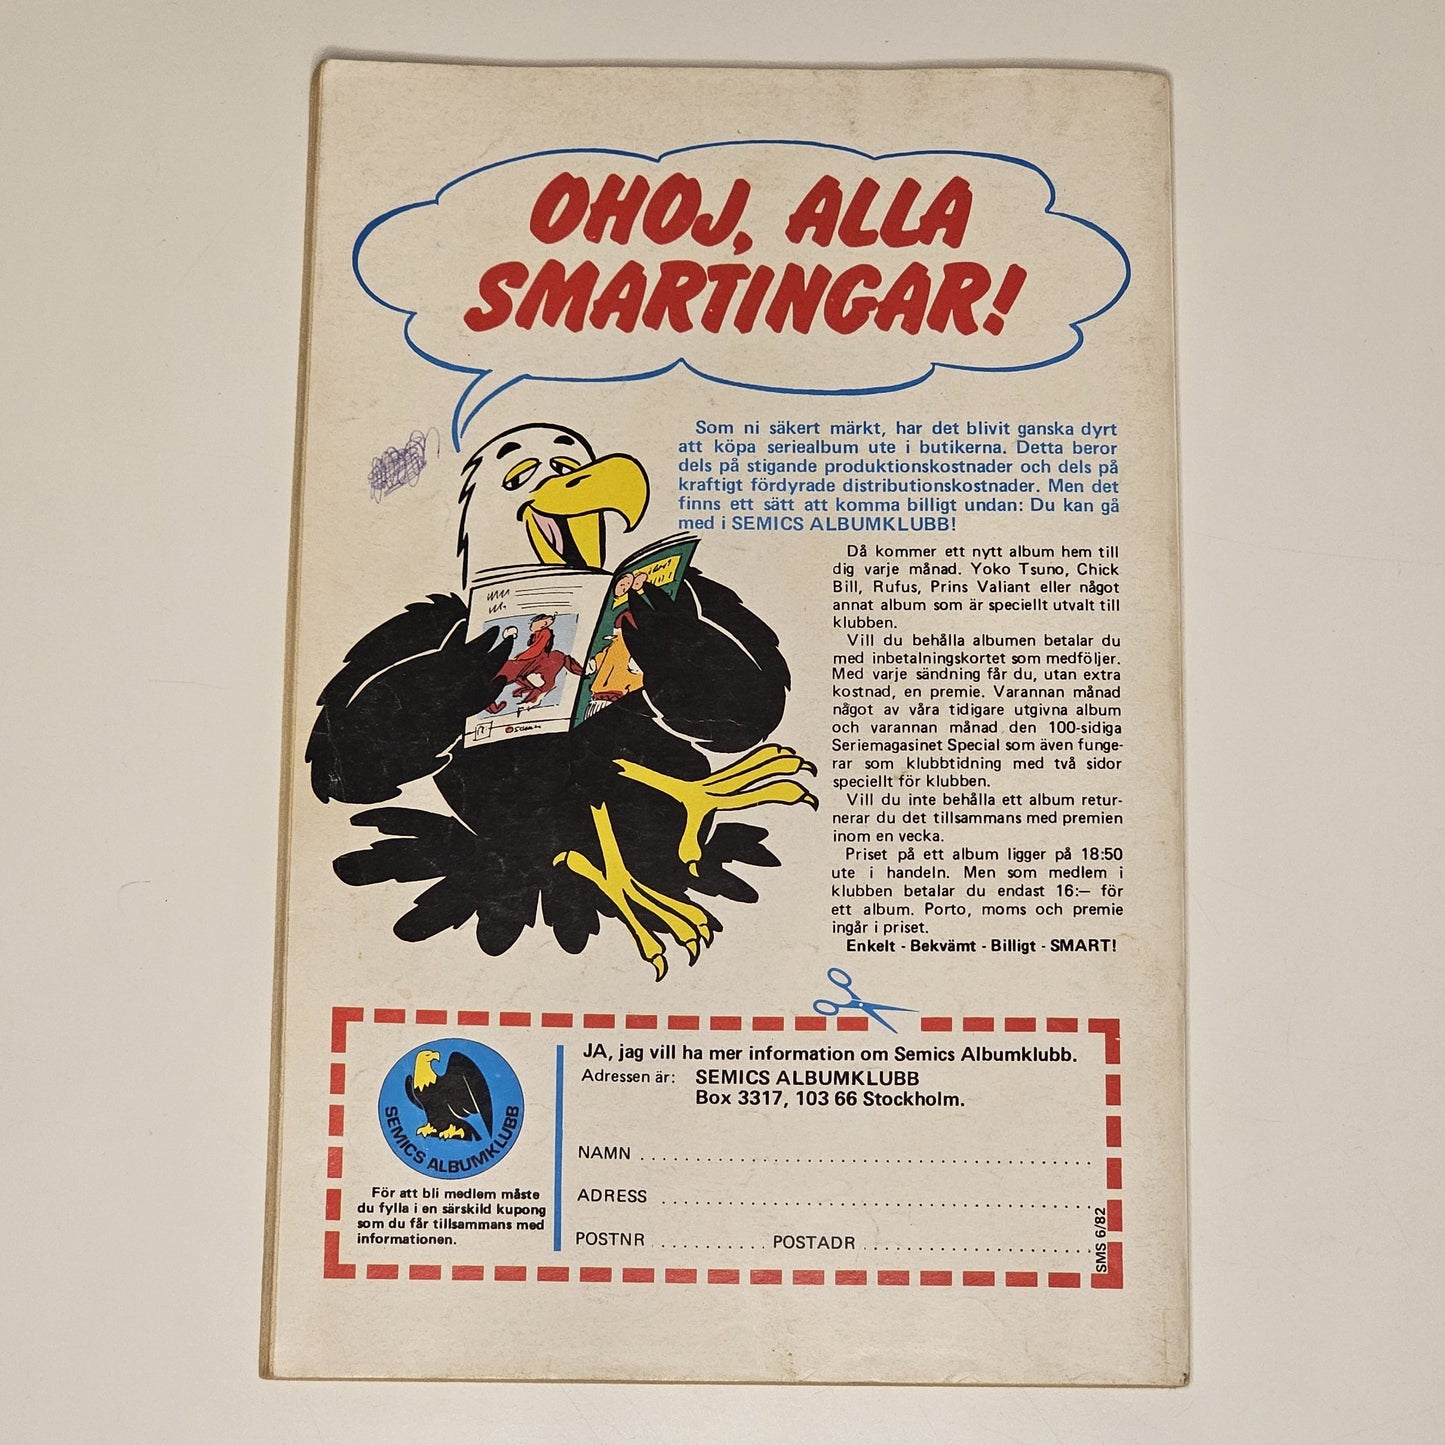 OHOJ, ALLA
SMARTINGAR!
Som ni säkert märkt, har det blivit ganska dyrt
att köpa seriealbum ute i butikerna. Detta beror
dels på stigande produktionskostnader och dels på
kraftigt fördyrade distributionskostnader. Men det
finns ett sätt att komma billigt undan: Du kan gå
med i SEMICS ALBUMKLUBB!
Då kommer ett nytt album hem till
dig varje månad. Yoko Tsuno, Chick
Bill, Rufus, Prins Valiant eller något
annat album som är speciellt utvalt till
klubben.
Vill du behålla albumen betalar du
med inbetalningskortet som medföljer.
Med varje sändning får du, utan extra
kostnad, en premie. Varannan månad
något av våra tidigare utgivna album
och varannan månad den 100-sidiga
Seriemagasinet Special som även funge-
rar som klubbtidning med två sidor
speciellt för klubben.
Vill du inte behålla ett album retur-
nerar du det tillsammans med premien
inom en vecka.
Priset på ett album ligger på 18:50
ute i handeln. Men som medlem i
klubben betalar du endast 16:— för
ett album. Porto, moms och premie
ingår i priset.
Enkelt - Bekvämt - Billigt - SMART!
SEMICS ALBUMKLUBB
För att bli medlem måste
du fylla i en särskild kupong
som du får tillsammans med
informationen.
JA, jag vill ha mer information om Semics Albumklubb.
Adressen är: SEMICS ALBUMKLUBB
Box 3317, 103 66 Stockholm.
NAMN
ADRESS
POSTNR POSTADR
SMS 6/82